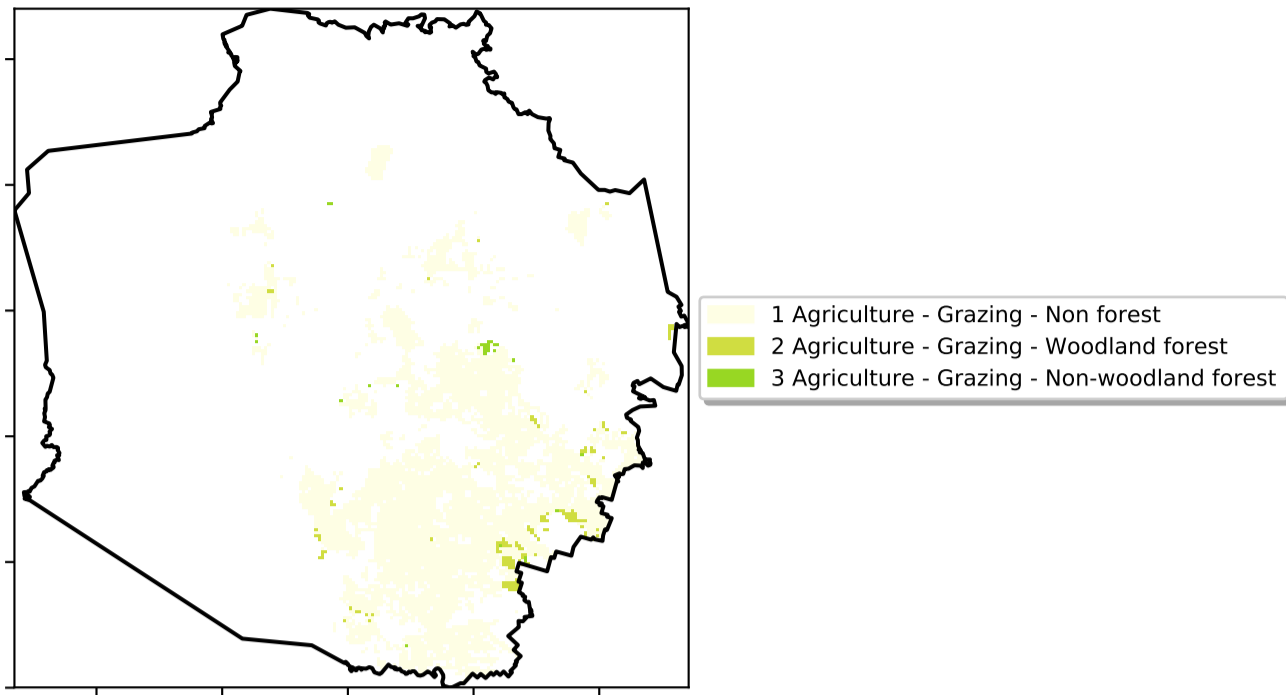 1 Agriculture - Grazing - Non forest
2 Agriculture - Grazing - Woodland forest
3 Agriculture - Grazing - Non-woodland forest